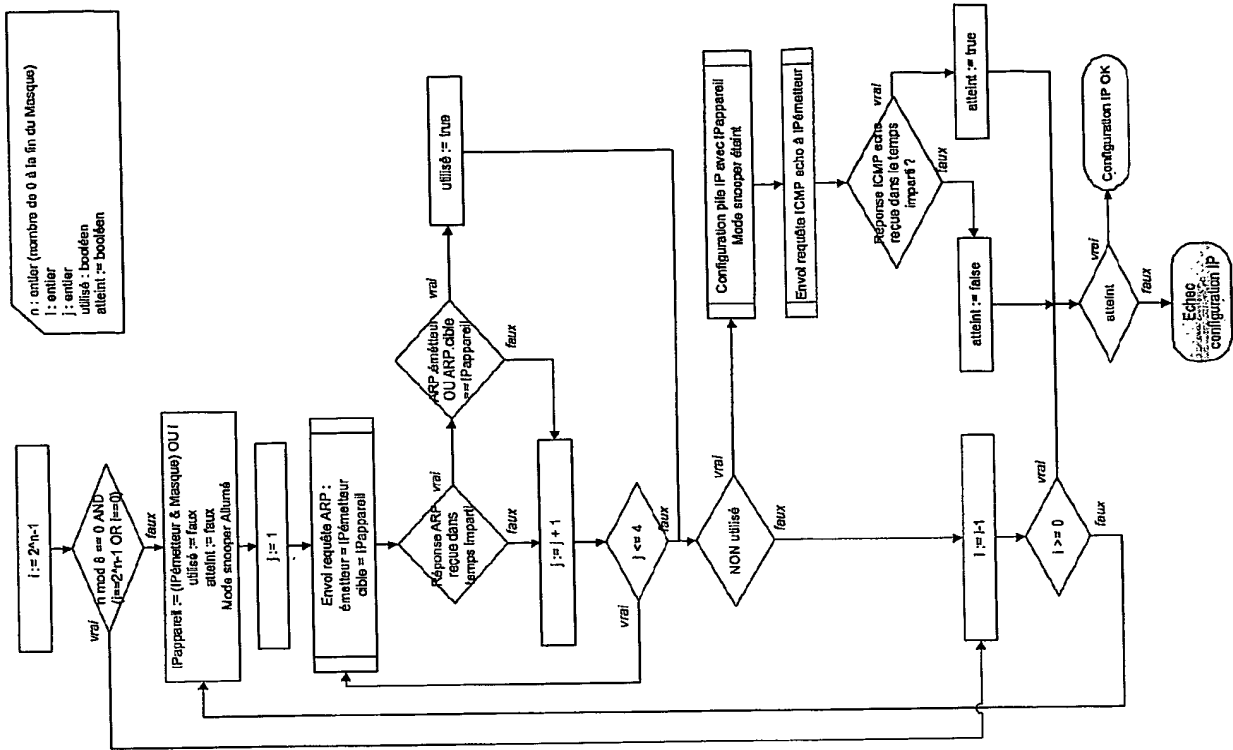 n : entier (nombre de 0 à la fin du Masque)
i : entier
j : entier
utilisé : booléen
atteint := booléen
i := 2^n-1
n mod 8 == 0 AND
(i==2^n-1 OR i==0)
vrai
faux
IPappareil := (IPémetteur & Masque) OU i
utilisé := faux
atteint := faux
Mode snooper Allumé
j := 1
Envoi requête ARP :
émetteur = IPémetteur
cible = IPappareil
Réponse ARP
reçue dans
temps imparti
vrai
faux
ARP.émétteur
OU ARP.cible
== IPappareil
vrai
faux
utilisé := true
j := j + 1
j <= 4
vrai
faux
NON utilisé
vrai
faux
Configuration pile IP avec IPappareil
Mode snooper éteint
Envoi requête ICMP echo à IPémetteur
Réponse ICMP echo
reçue dans le temps
imparti ?
vrai
faux
atteint := true
atteint := false
i := i-1
i >= 0
vrai
faux
atteint
vrai
faux
Configuration IP OK
Echec
configuration IP